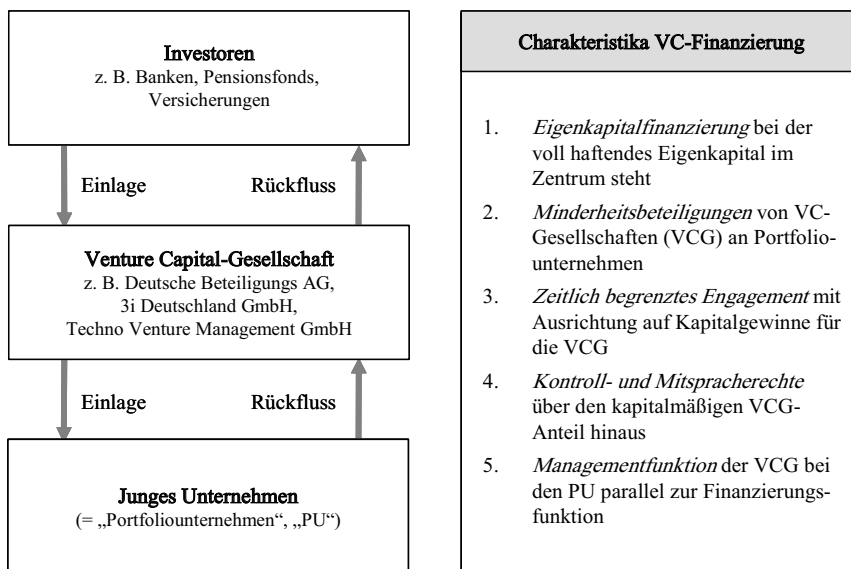 Investoren
z. B. Banken, Pensionsfonds,
Versicherungen
Einlage
Rückfluss
Venture Capital-Gesellschaft
z. B. Deutsche Beteiligungs AG,
3i Deutschland GmbH,
Techno Venture Management GmbH
Einlage
Rückfluss
Junges Unternehmen
(= „Portfoliounternehmen“, „PU“)
Charakteristika VC-Finanzierung
1. Eigenkapitalfinanzierung bei der
voll haftendes Eigenkapital im
Zentrum steht
2. Minderheitsbeteiligungen von VC-
Gesellschaften (VCG) an Portfolio-
unternehmen
3. Zeitlich begrenztes Engagement mit
Ausrichtung auf Kapitalgewinne für
die VCG
4. Kontroll- und Mitspracherechte
über den kapitalmäßigen VCG-
Anteil hinaus
5. Managementfunktion der VCG bei
den PU parallel zur Finanzierungs-
funktion